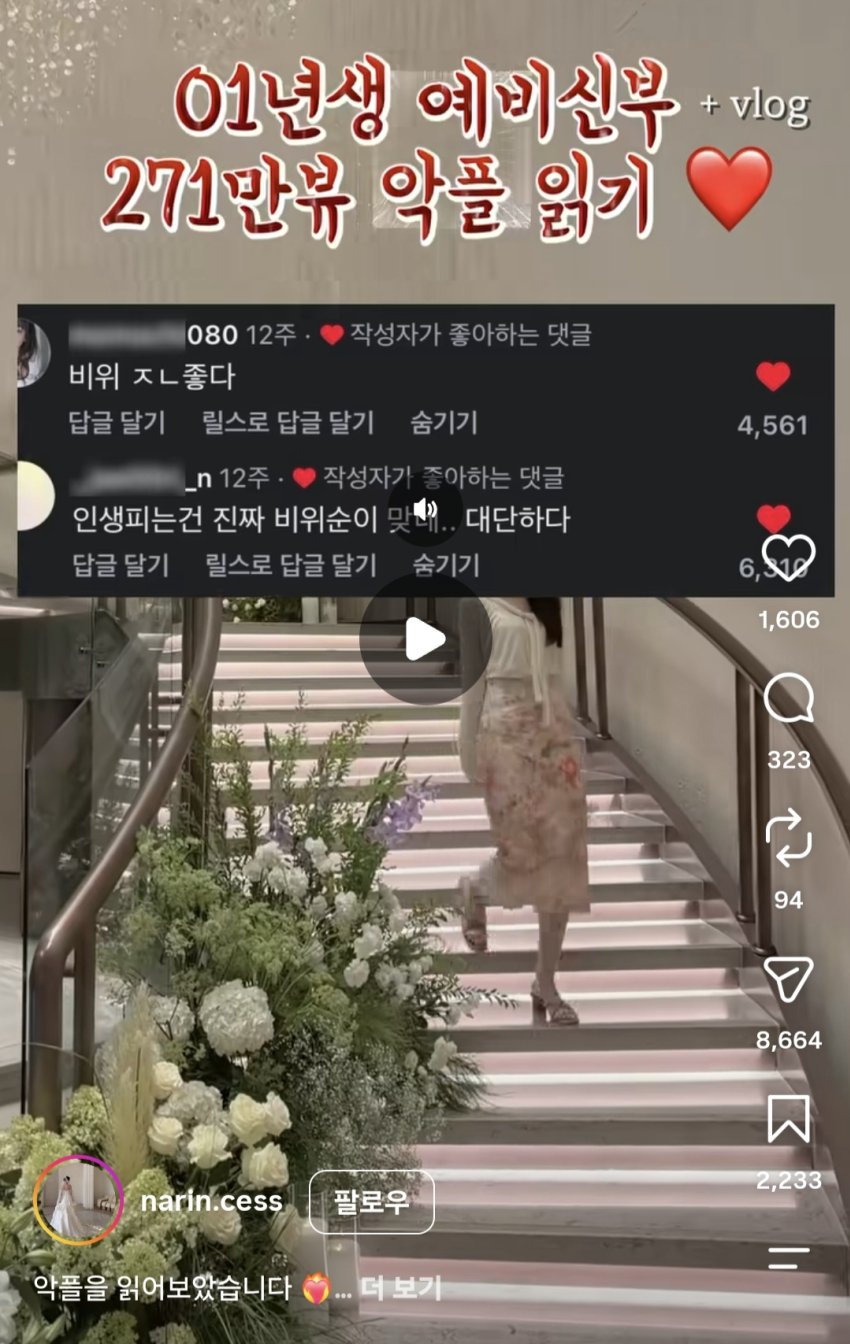 01년생 예비신부 + vlog
271만뷰 악플 읽기 ❤️
080 12주 · ❤️ 작성자가 좋아하는 댓글
비위 ㅈㄴ좋다
답글 달기 릴스로 답글 달기 숨기기 4,561
_n 12주 · ❤️ 작성자가 좋아하는 댓글
인생피는건 진짜 비위순이 대단하다
답글 달기 릴스로 답글 달기 숨기기 6,310
1,606
323
94
8,664
2,233
narin.cess 팔로우
악플을 읽어보았습니다 ❤️‍🔥... 더 보기